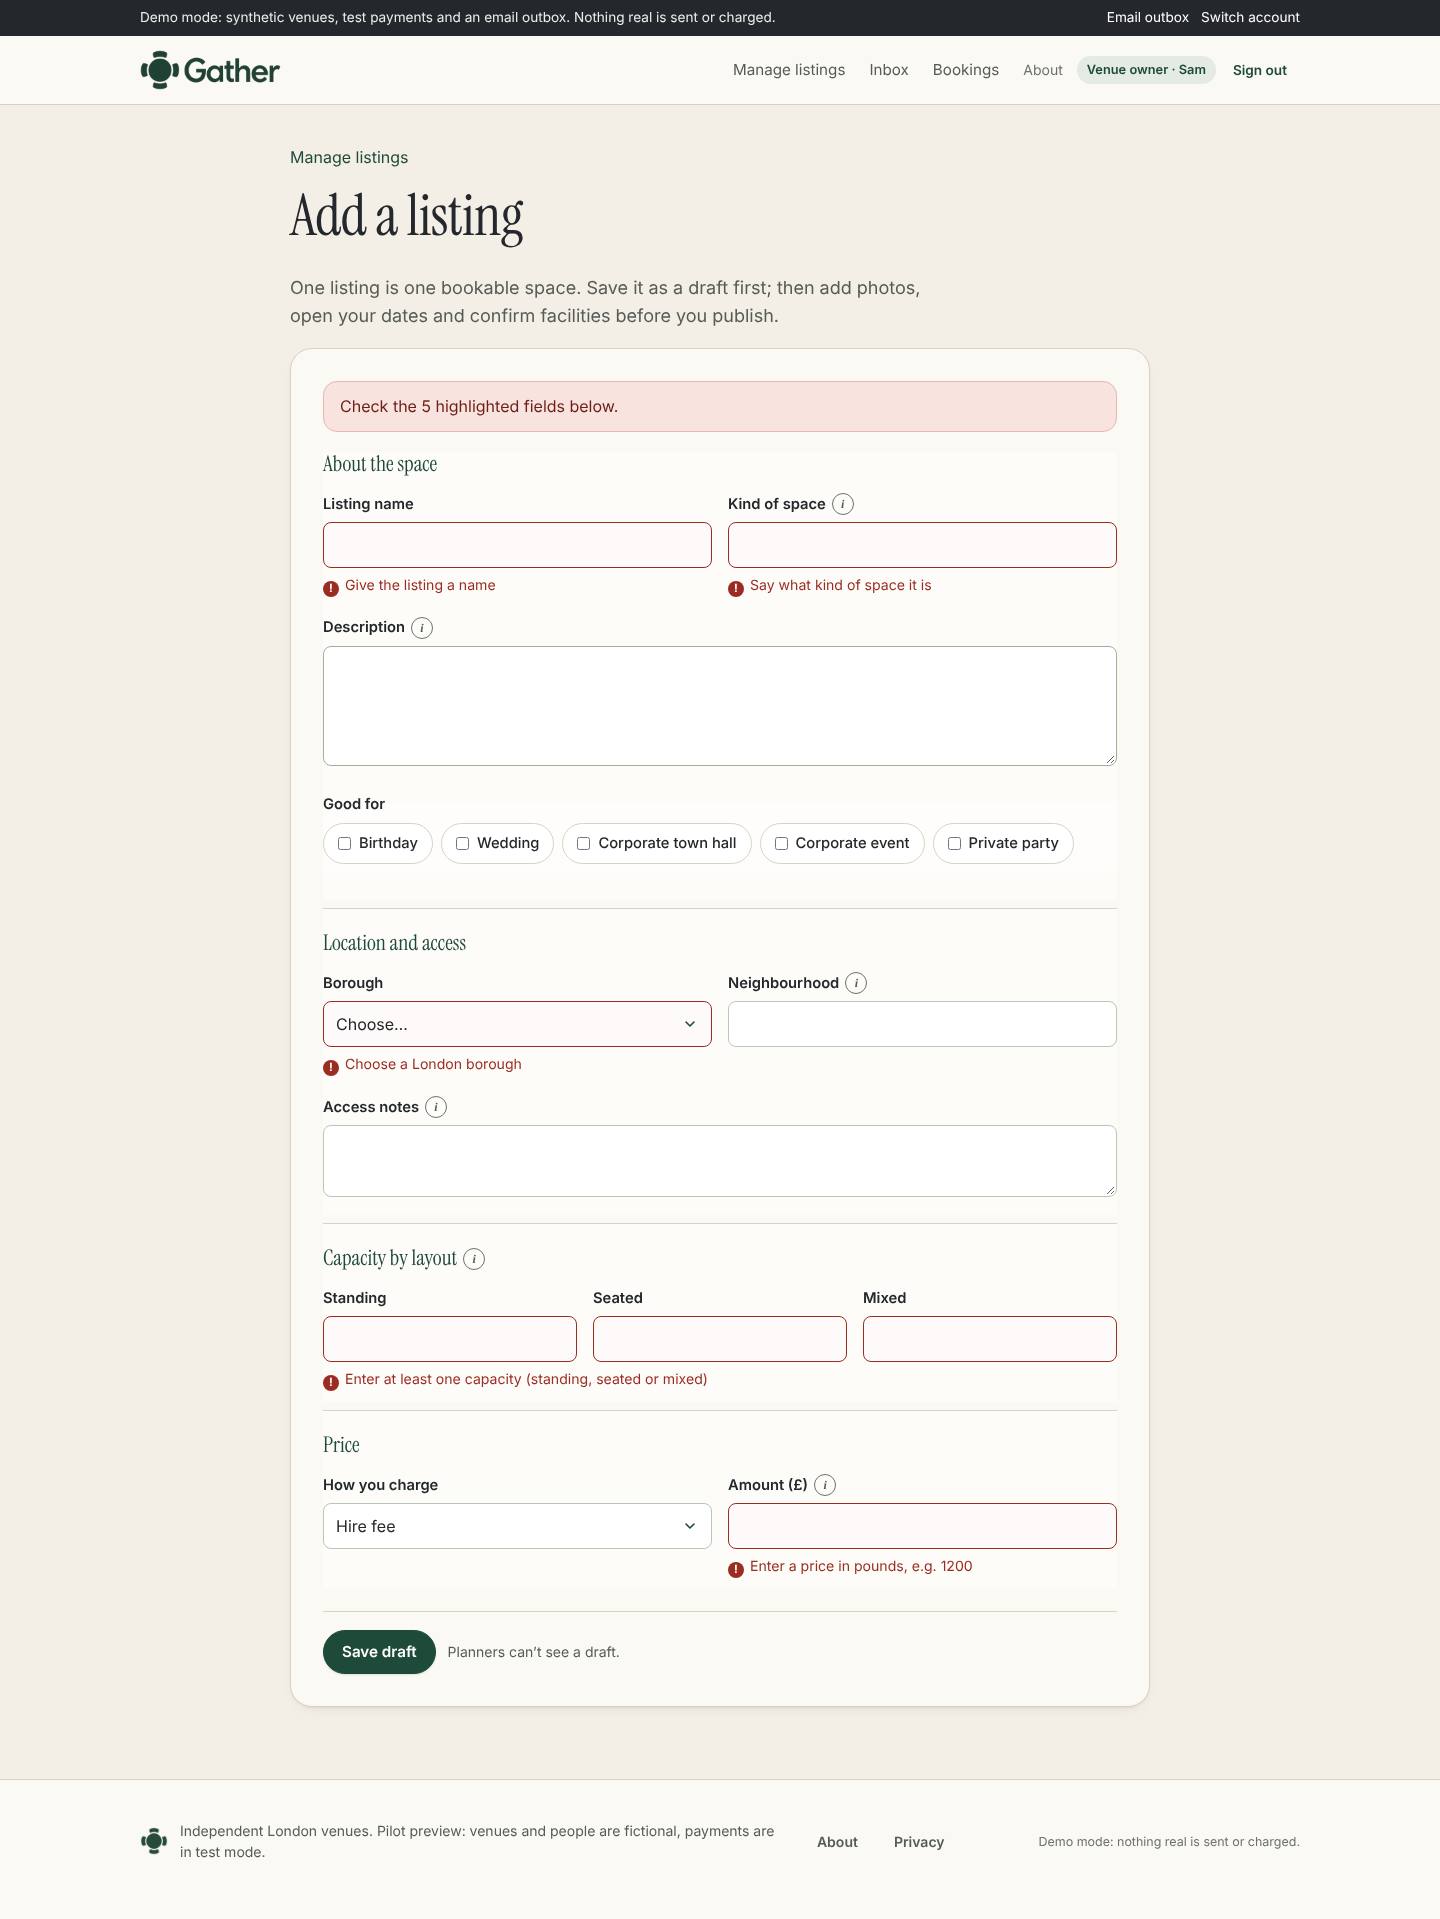 Demo mode: synthetic venues, test payments and an email outbox. Nothing real is sent or charged.
Email outbox
Switch account
Gather
Manage listings
Inbox
Bookings
About
Venue owner · Sam
Sign out
Manage listings
Add a listing
One listing is one bookable space. Save it as a draft first; then add photos,
open your dates and confirm facilities before you publish.
Check the 5 highlighted fields below.
About the space
Listing name
Kind of space i
! Give the listing a name
! Say what kind of space it is
Description i
Good for
Birthday
Wedding
Corporate town hall
Corporate event
Private party
Location and access
Borough
Neighbourhood i
Choose...
! Choose a London borough
Access notes i
Capacity by layout i
Standing
Seated
Mixed
! Enter at least one capacity (standing, seated or mixed)
Price
How you charge
Amount (£) i
Hire fee
! Enter a price in pounds, e.g. 1200
Save draft
Planners can't see a draft.
Independent London venues. Pilot preview: venues and people are fictional, payments are
in test mode.
About
Privacy
Demo mode: nothing real is sent or charged.